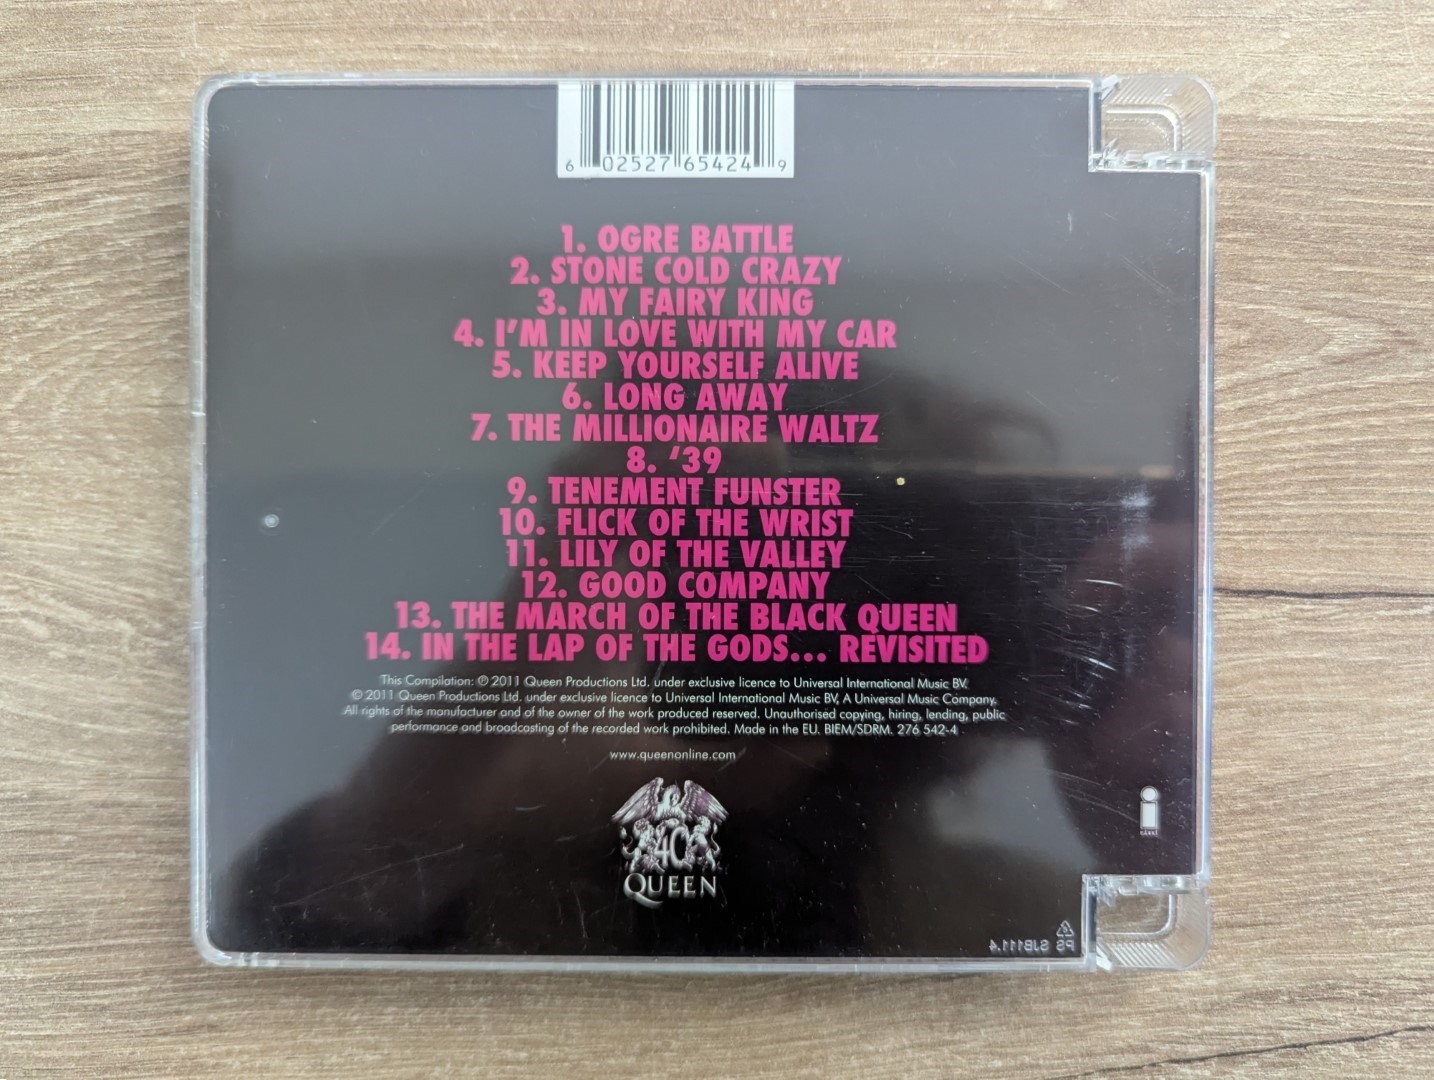 6 02527 65424 9
1. OGRE BATTLE
2. STONE COLD CRAZY
3. MY FAIRY KING
4. I'M IN LOVE WITH MY CAR
5. KEEP YOURSELF ALIVE
6. LONG AWAY
7. THE MILLIONAIRE WALTZ
8. '39
9. TENEMENT FUNSTER
10. FLICK OF THE WRIST
11. LILY OF THE VALLEY
12. GOOD COMPANY
13. THE MARCH OF THE BLACK QUEEN
14. IN THE LAP OF THE GODS... REVISITED
This Compilation: ℗ 2011 Queen Productions Ltd. under exclusive licence to Universal International Music BV.
© 2011 Queen Productions Ltd. under exclusive licence to Universal International Music BV, A Universal Music Company.
All rights of the manufacturer and of the owner of the work produced reserved. Unauthorised copying, hiring, lending, public
performance and broadcasting of the recorded work prohibited. Made in the EU. BIEM/SDRM. 276 542-4
www.queenonline.com
40
QUEEN
PS SJB111.4